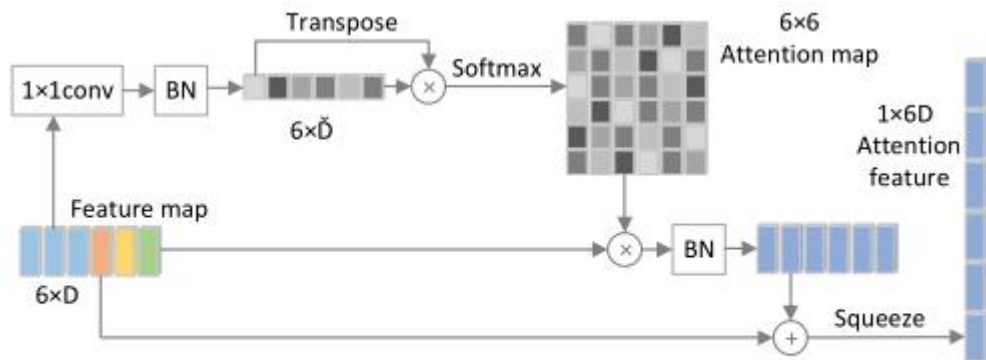 Transpose
6×6
Attention map
Softmax
1×1conv
BN
×
6×Ď
1×6D
Attention
feature
Feature map
×
BN
6×D
+
Squeeze